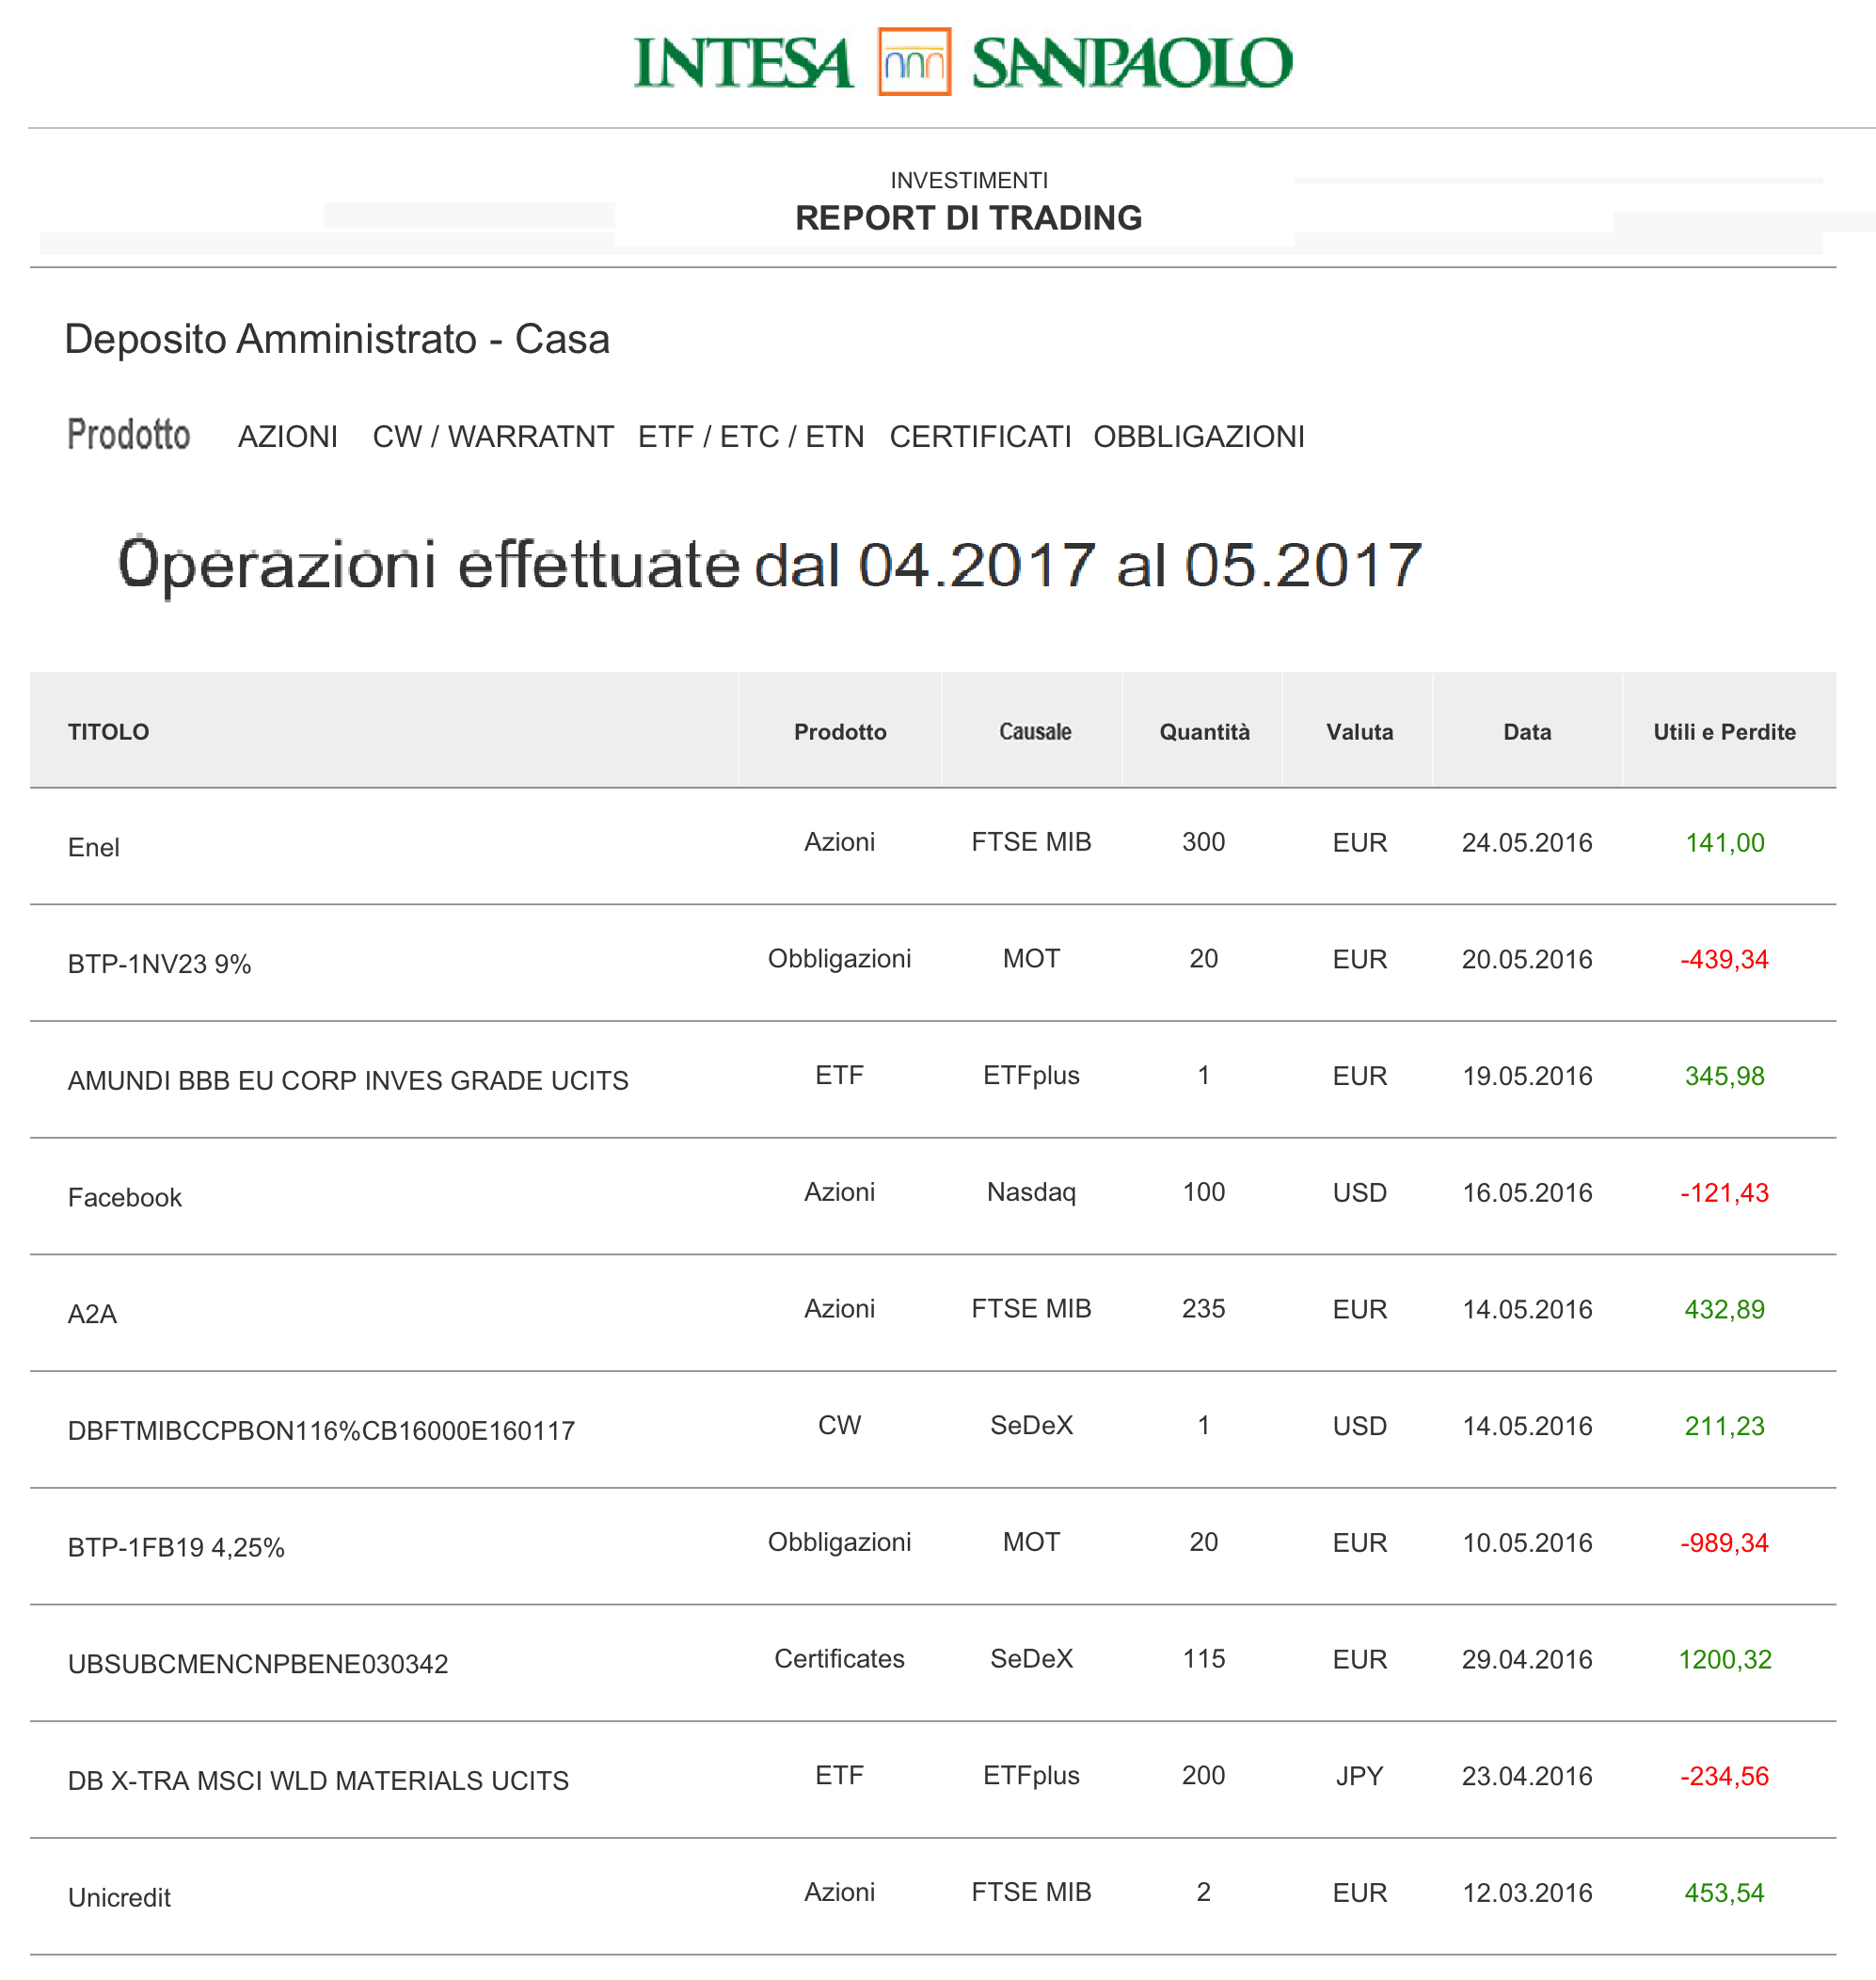 INTESA SANPAOLO
INVESTIMENTI
REPORT DI TRADING
Deposito Amministrato - Casa
Prodotto AZIONI CW / WARRATNT ETF / ETC / ETN CERTIFICATI OBBLIGAZIONI
Operazioni effettuate dal 04.2017 al 05.2017
TITOLO Prodotto Causale Quantità Valuta Data Utili e Perdite
Enel Azioni FTSE MIB 300 EUR 24.05.2016 141,00
BTP-1NV23 9% Obbligazioni MOT 20 EUR 20.05.2016 -439,34
AMUNDI BBB EU CORP INVES GRADE UCITS ETF ETFplus 1 EUR 19.05.2016 345,98
Facebook Azioni Nasdaq 100 USD 16.05.2016 -121,43
A2A Azioni FTSE MIB 235 EUR 14.05.2016 432,89
DBFTMIBCCPBON116%CB16000E160117 CW SeDeX 1 USD 14.05.2016 211,23
BTP-1FB19 4,25% Obbligazioni MOT 20 EUR 10.05.2016 -989,34
UBSUBCMENCNPBENE030342 Certificates SeDeX 115 EUR 29.04.2016 1200,32
DB X-TRA MSCI WLD MATERIALS UCITS ETF ETFplus 200 JPY 23.04.2016 -234,56
Unicredit Azioni FTSE MIB 2 EUR 12.03.2016 453,54